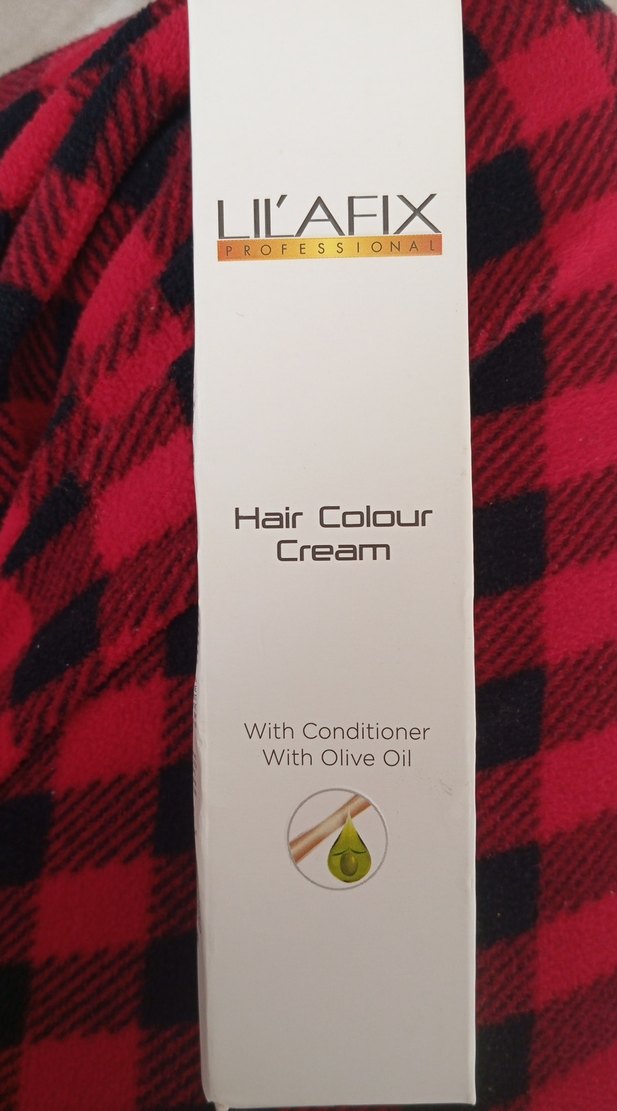 LIL'AFIX
PROFESSIONAL
Hair Colour
Cream
With Conditioner
With Olive Oil